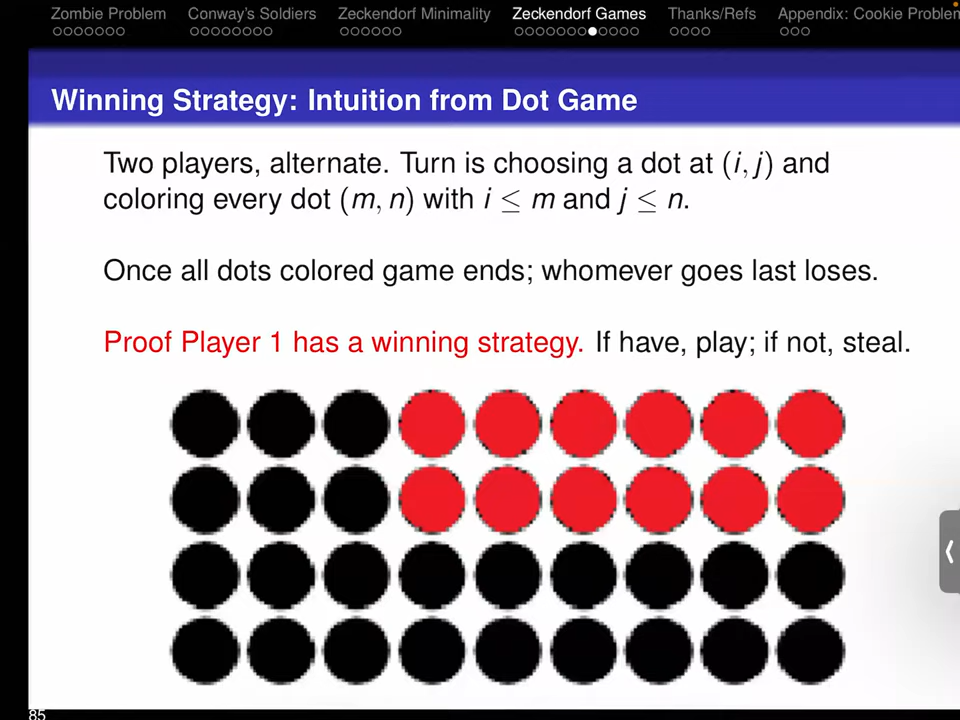 Zombie Problem Conway's Soldiers Zeckendorf Minimality Zeckendorf Games Thanks/Refs Appendix: Cookie Problem
Winning Strategy: Intuition from Dot Game
Two players, alternate. Turn is choosing a dot at (i, j) and
coloring every dot (m, n) with i ≤ m and j ≤ n.
Once all dots colored game ends; whomever goes last loses.
Proof Player 1 has a winning strategy. If have, play; if not, steal.
85